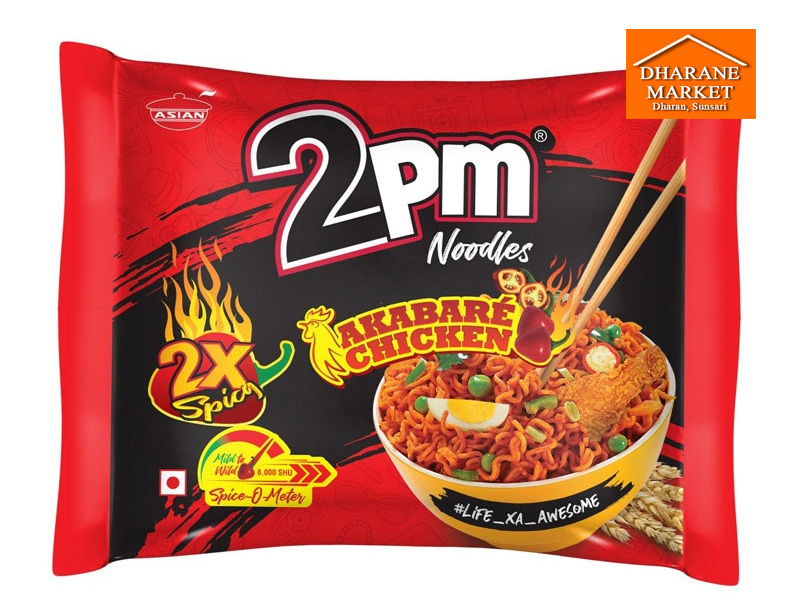 DHARANE
MARKET
Dharan, Sunsari
ASIAN
2pm®
Noodles
AKABARÉ
CHICKEN
2X
Spicy
Mild to
Wild
8,000 SHU
Spice-O-Meter
#LIFE_XA_AWESOME